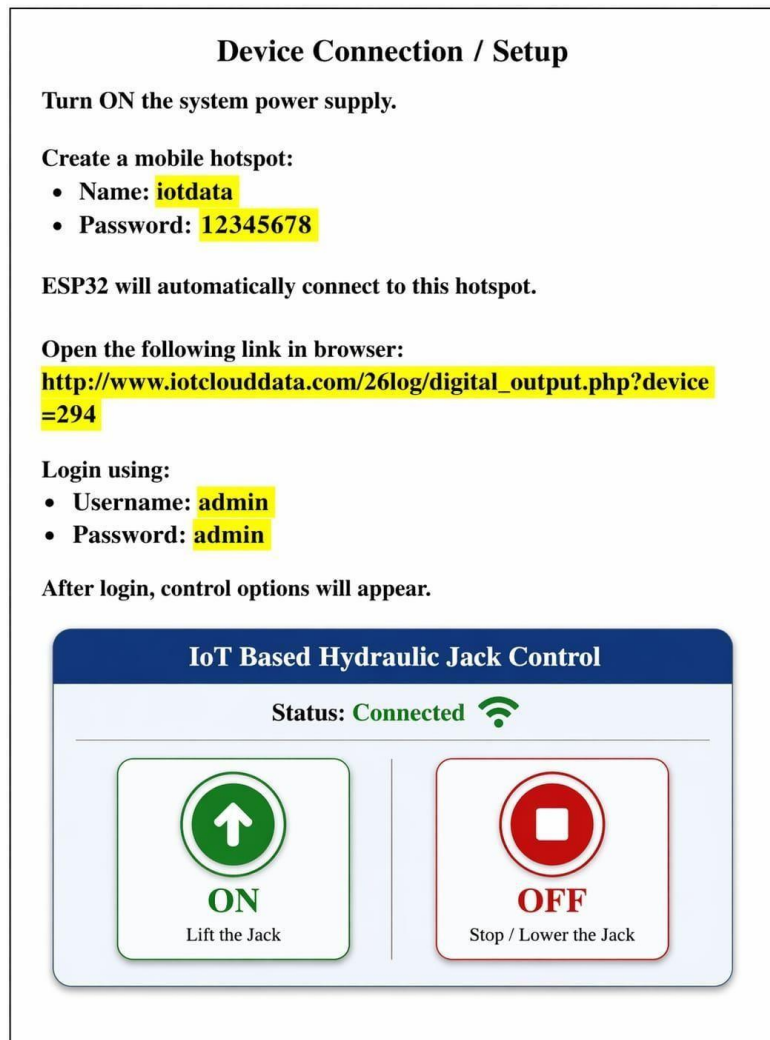 Device Connection / Setup
Turn ON the system power supply.
Create a mobile hotspot:
• Name: iotdata
• Password: 12345678
ESP32 will automatically connect to this hotspot.
Open the following link in browser:
http://www.iotclouddata.com/26log/digital_output.php?device
=294
Login using:
• Username: admin
• Password: admin
After login, control options will appear.
IoT Based Hydraulic Jack Control
Status: Connected
ON
Lift the Jack
OFF
Stop / Lower the Jack